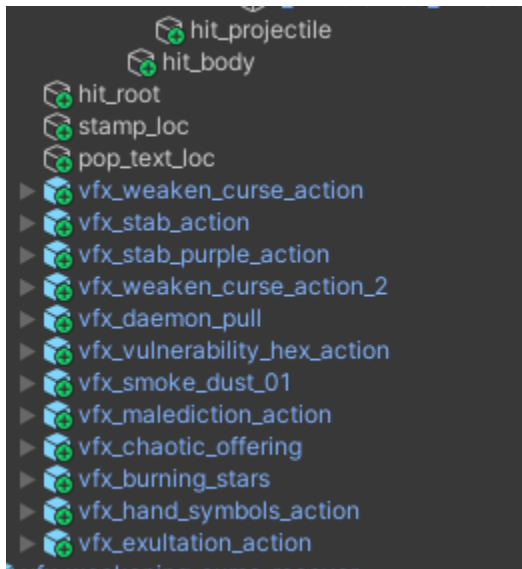 hit_projectile
hit_body
hit_root
stamp_loc
pop_text_loc
vfx_weaken_curse_action
vfx_stab_action
vfx_stab_purple_action
vfx_weaken_curse_action_2
vfx_daemon_pull
vfx_vulnerability_hex_action
vfx_smoke_dust_01
vfx_malediction_action
vfx_chaotic_offering
vfx_burning_stars
vfx_hand_symbols_action
vfx_exultation_action